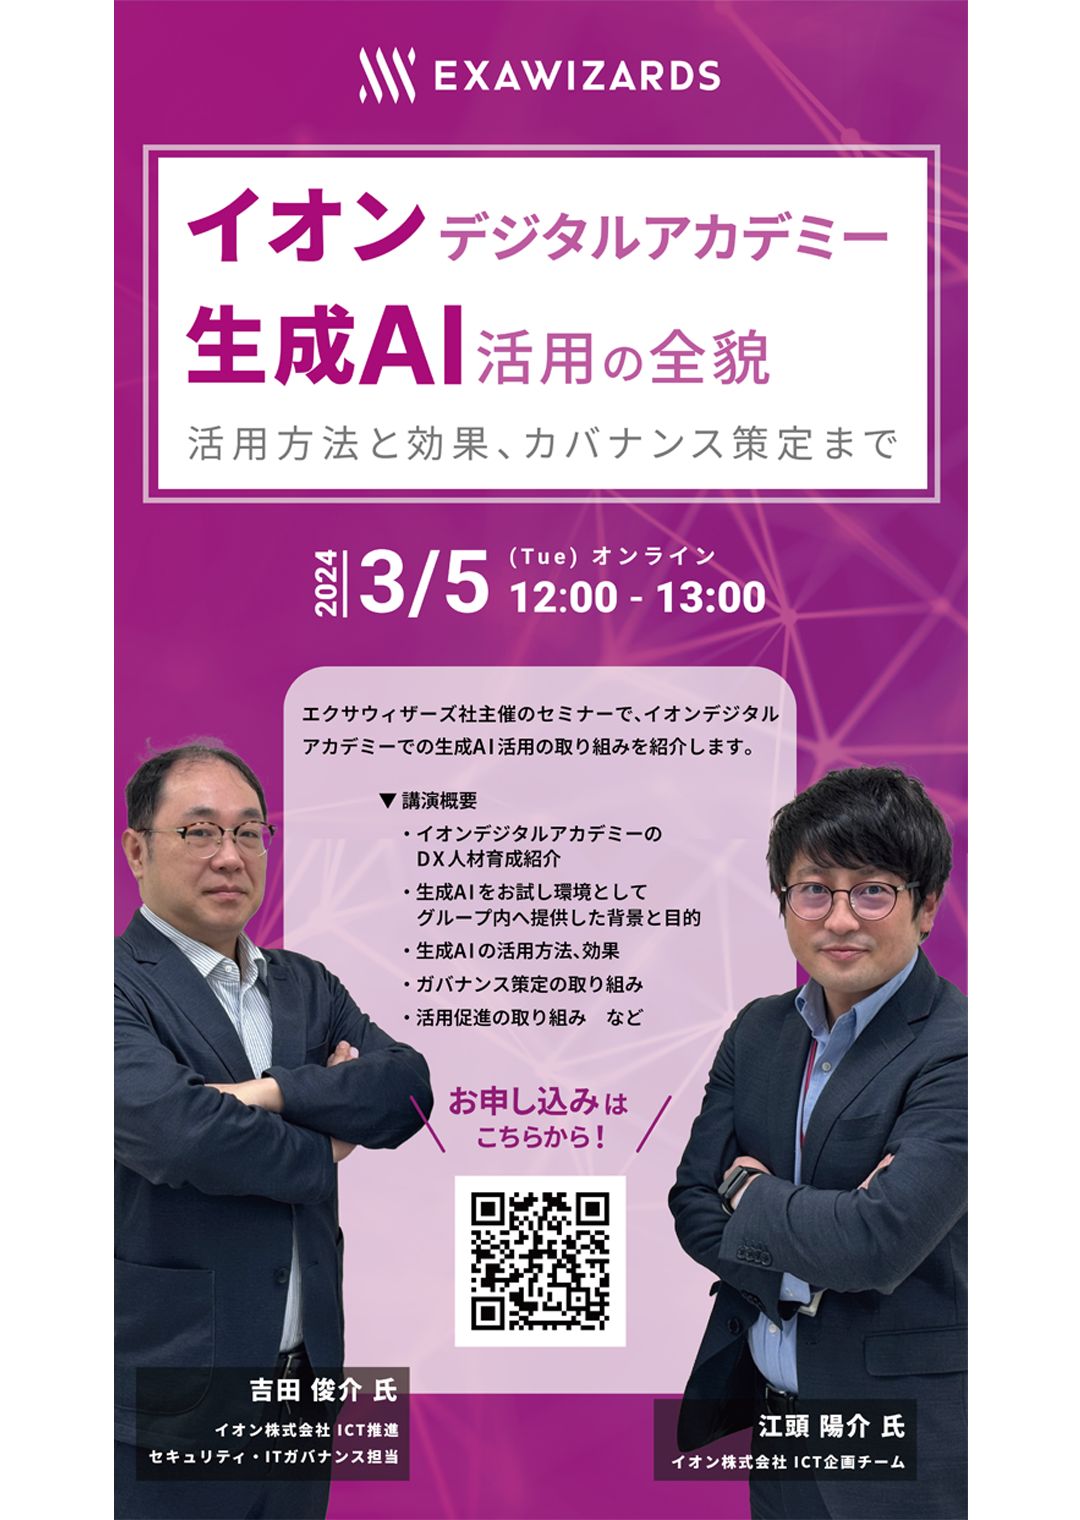 EXAWIZARDS
イオン デジタルアカデミー
生成AI 活用の全貌
活用方法と効果、カバナンス策定まで
2024 3/5 (Tue) オンライン
12:00 - 13:00
エクサウィザーズ社主催のセミナーで、イオンデジタル
アカデミーでの生成AI活用の取り組みを紹介します。
▼ 講演概要
・イオンデジタルアカデミーの
DX人材育成紹介
・生成AIをお試し環境として
グループ内へ提供した背景と目的
・生成AIの活用方法、効果
・ガバナンス策定の取り組み
・活用促進の取り組み　など
お申し込みは
こちらから！
吉田 俊介 氏
イオン株式会社 ICT推進
セキュリティ・ITガバナンス担当
江頭 陽介 氏
イオン株式会社 ICT企画チーム